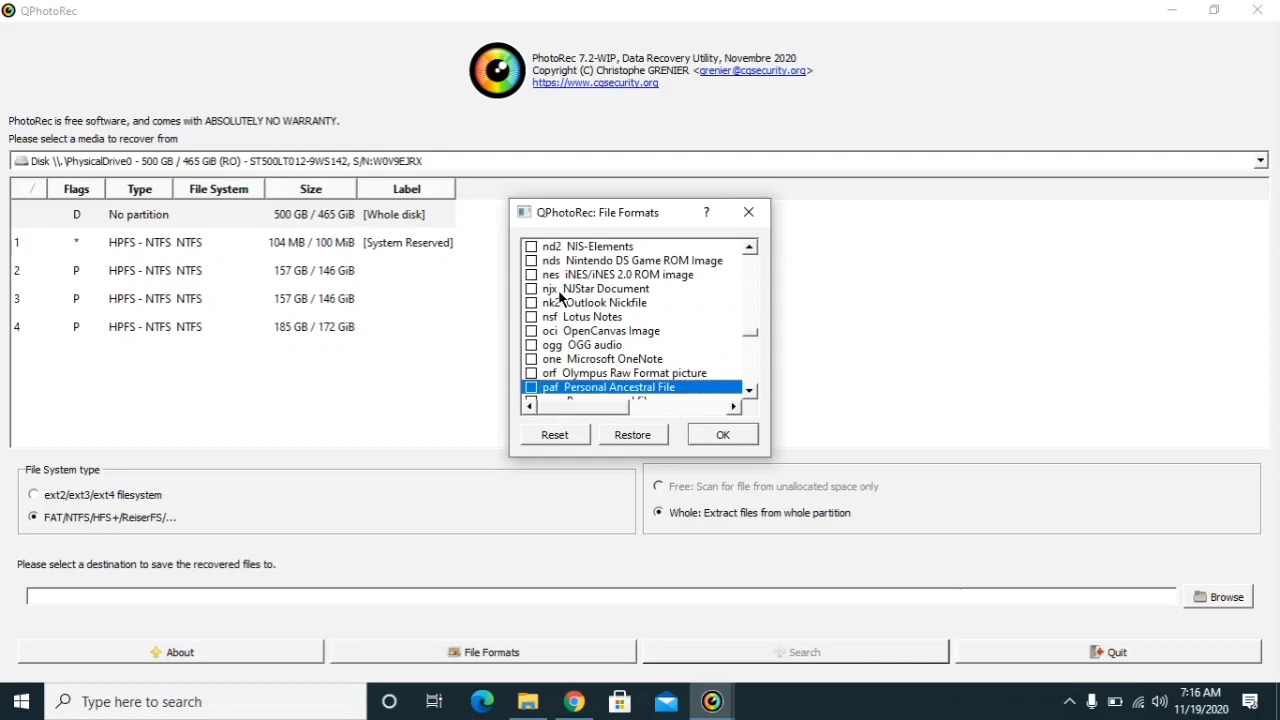 QPhotoRec
PhotoRec 7.2-WIP, Data Recovery Utility, Novembre 2020
Copyright (C) Christophe GRENIER <grenier@cgsecurity.org>
https://www.cgsecurity.org
PhotoRec is free software, and comes with ABSOLUTELY NO WARRANTY.
Please select a media to recover from
Disk \\.\PhysicalDrive0 - 500 GB / 465 GiB (RO) - ST500LT012-9WS142, S/N:W0V9EJRX
/ Flags Type File System Size Label
D No partition 500 GB / 465 GiB [Whole disk]
1 * HPFS - NTFS NTFS 104 MB / 100 MiB [System Reserved]
2 P HPFS - NTFS NTFS 157 GB / 146 GiB
3 P HPFS - NTFS NTFS 157 GB / 146 GiB
4 P HPFS - NTFS NTFS 185 GB / 172 GiB
QPhotoRec: File Formats ?
nd2 NIS-Elements
nds Nintendo DS Game ROM Image
nes iNES/iNES 2.0 ROM image
njx NJStar Document
nk2 Outlook Nickfile
nsf Lotus Notes
oci OpenCanvas Image
ogg OGG audio
one Microsoft OneNote
orf Olympus Raw Format picture
paf Personal Ancestral File
Reset Restore OK
File System type
ext2/ext3/ext4 filesystem
FAT/NTFS/HFS+/ReiserFS/...
Free: Scan for file from unallocated space only
Whole: Extract files from whole partition
Please select a destination to save the recovered files to.
Browse
About File Formats Search Quit
Type here to search
7:16 AM
11/19/2020